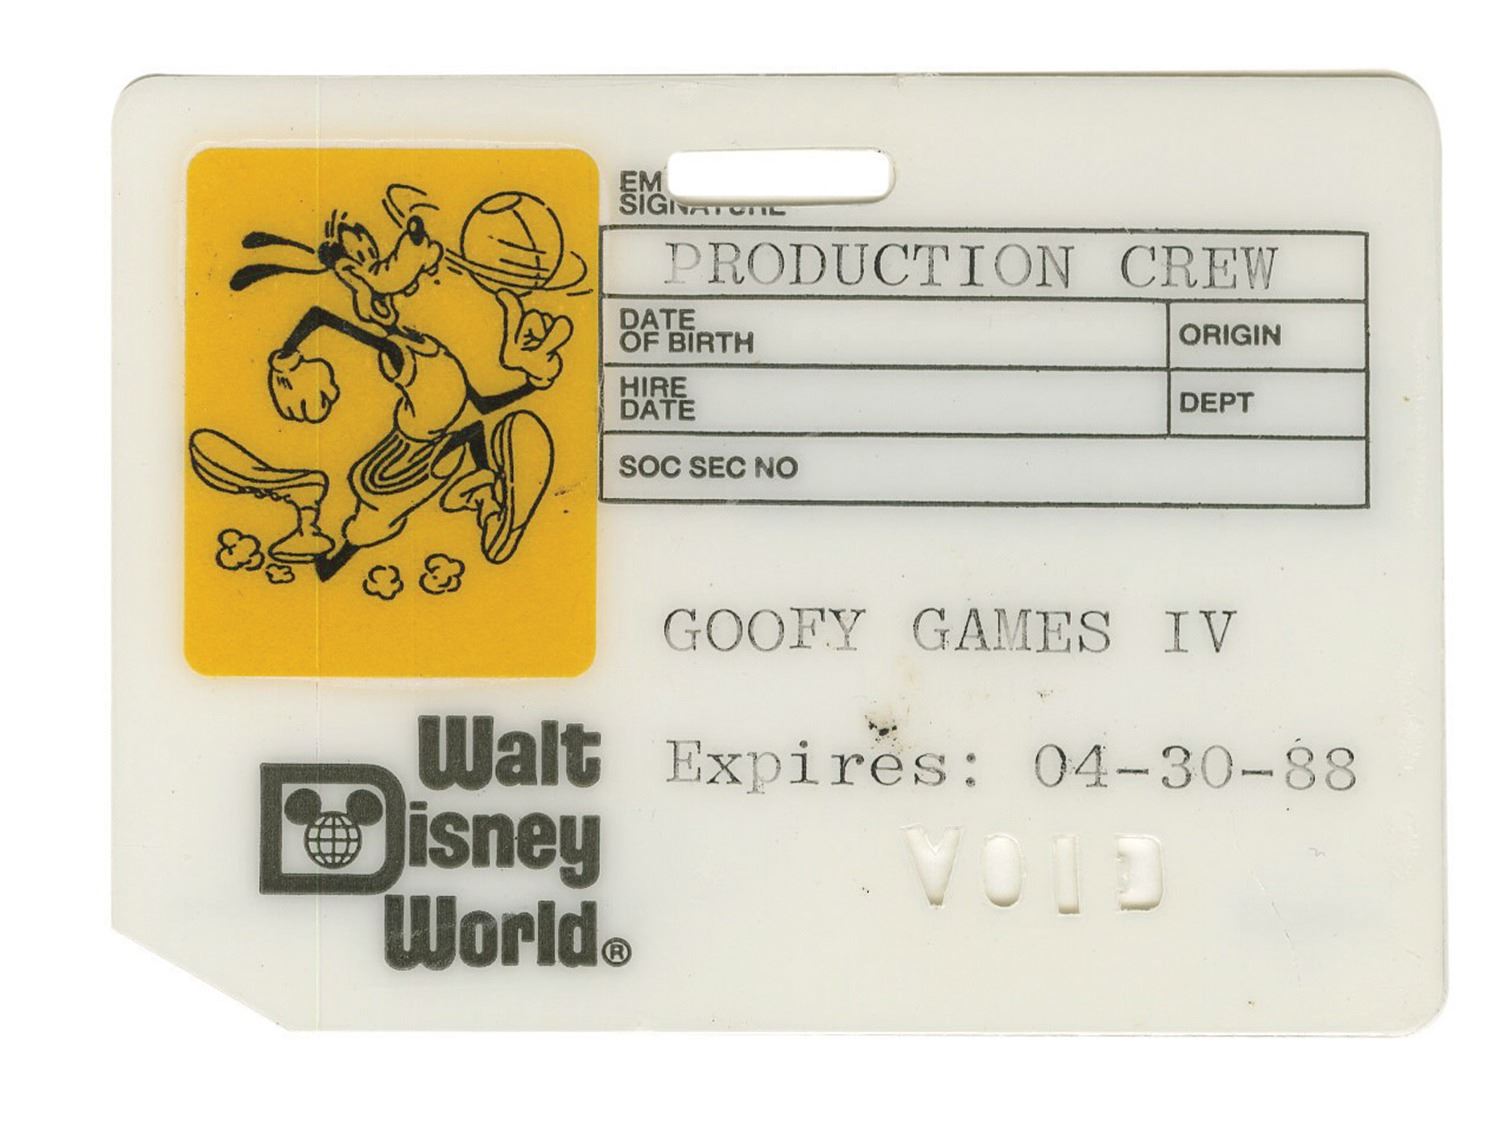 EM
SIGNATURE
PRODUCTION CREW
DATE
OF BIRTH
ORIGIN
HIRE
DATE
DEPT
SOC SEC NO
GOOFY GAMES IV
Expires: 04-30-88
VOID
Walt
Disney
World®